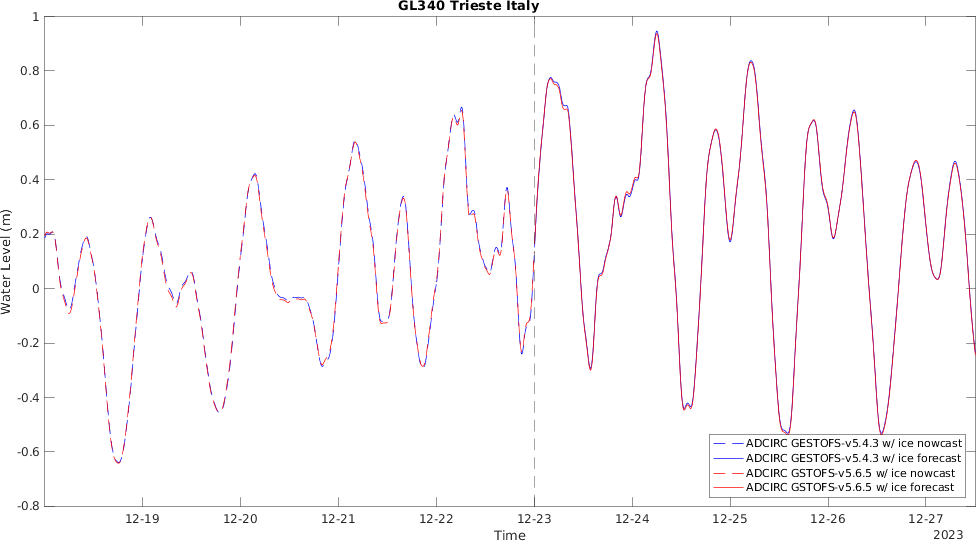 GL340 Trieste Italy
Water Level (m)
1
0.8
0.6
0.4
0.2
0
-0.2
-0.4
-0.6
-0.8
ADCIRC GESTOFS-v5.4.3 w/ ice nowcast
ADCIRC GESTOFS-v5.4.3 w/ ice forecast
ADCIRC GSTOFS-v5.6.5 w/ ice nowcast
ADCIRC GSTOFS-v5.6.5 w/ ice forecast
12-19 12-20 12-21 12-22 12-23 12-24 12-25 12-26 12-27
Time
2023